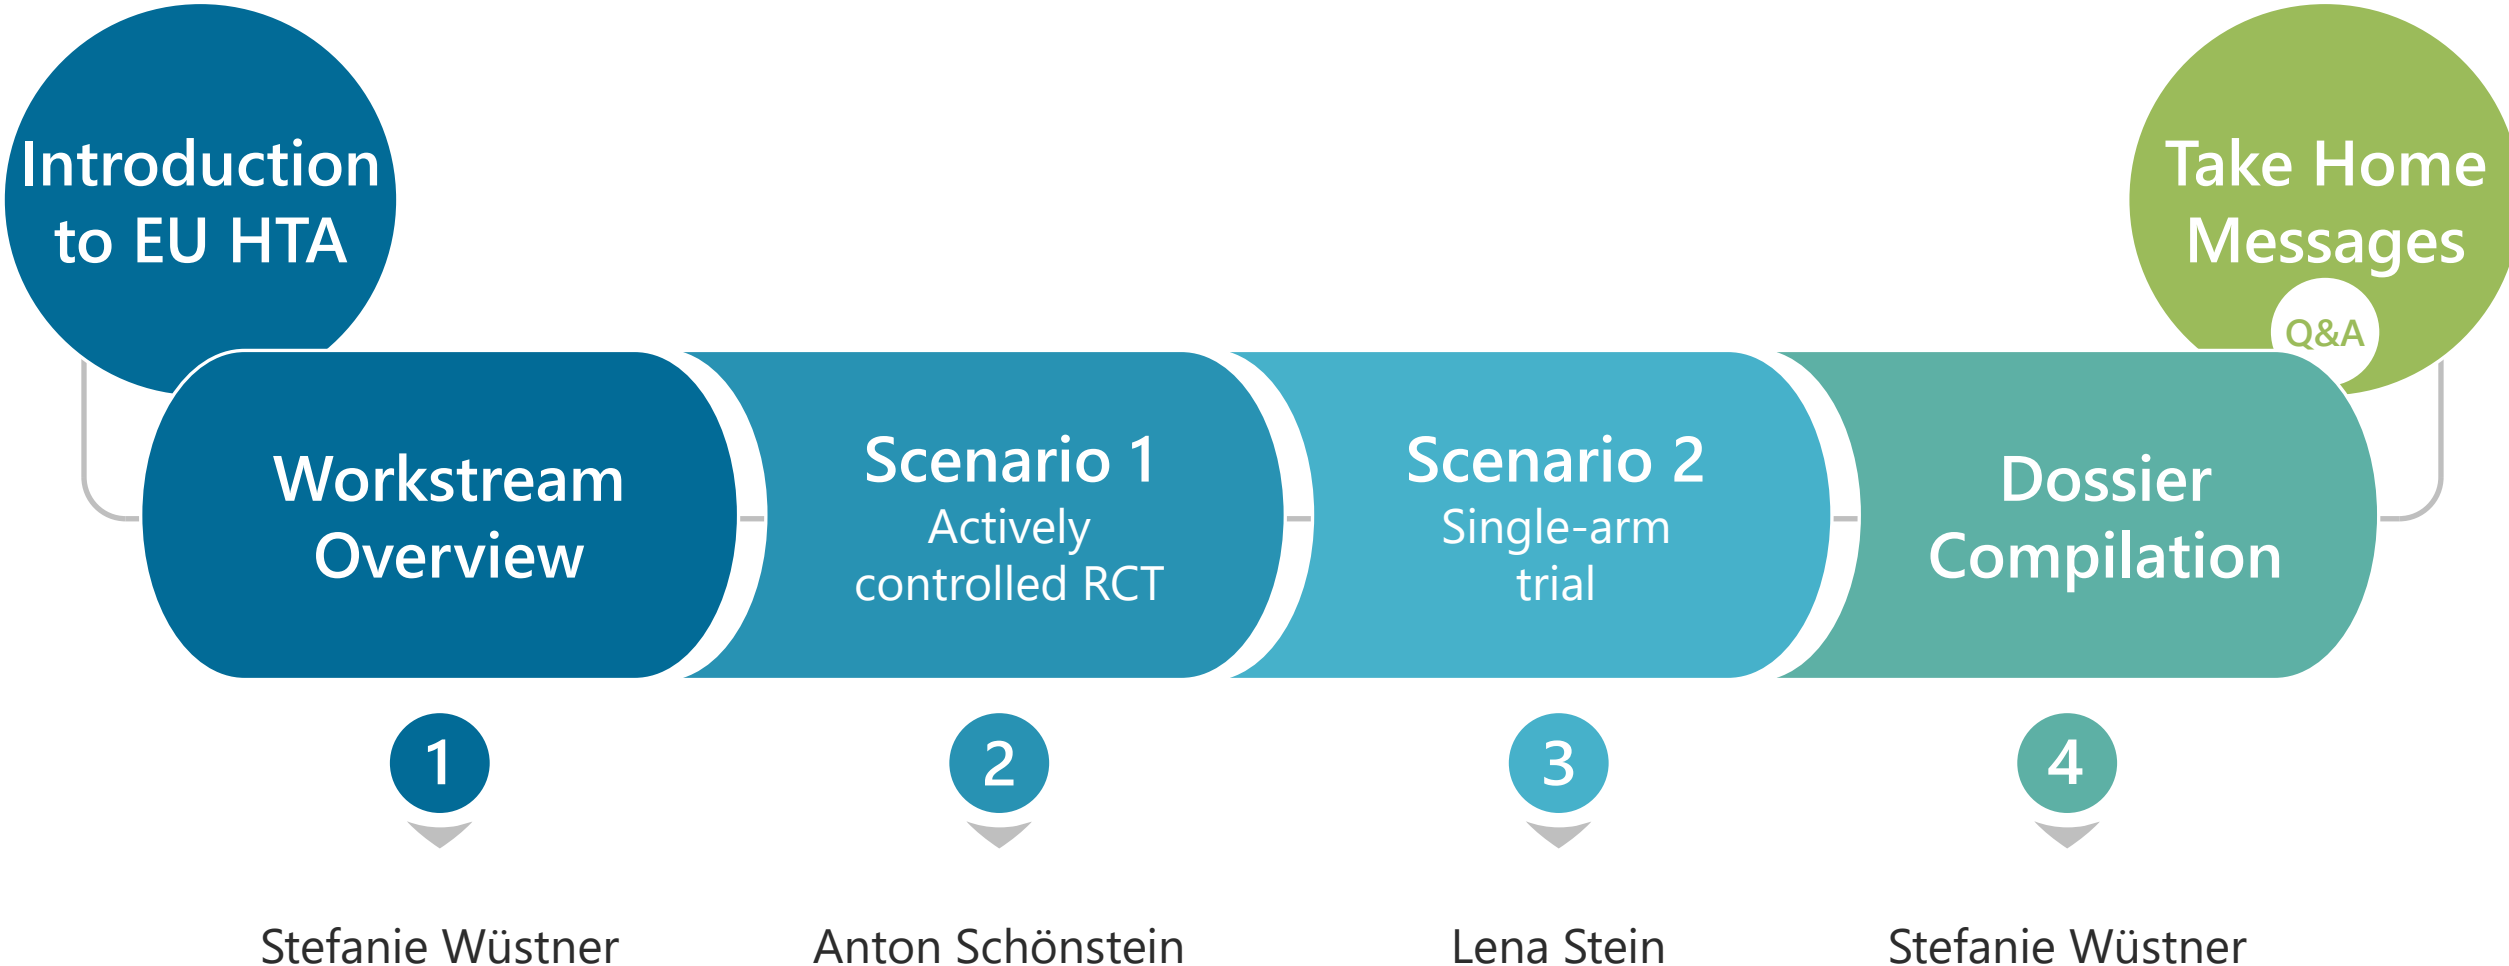 Introduction
to EU HTA
Take Home
Messages
Q&A
Workstream
Overview
Scenario 1
Actively
controlled RCT
Scenario 2
Single-arm
trial
Dossier
Compilation
1
2
3
4
Stefanie Wüstner
Anton Schönstein
Lena Stein
Stefanie Wüstner